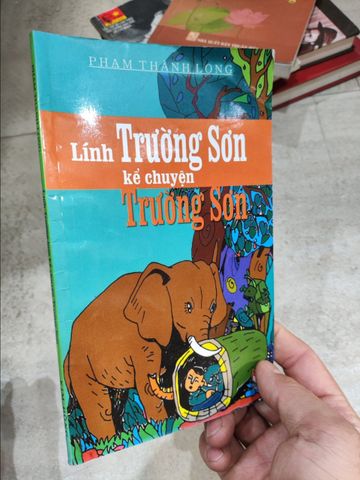 PHẠM THÀNH LONG
Lính Trường Sơn
kể chuyện
Trường Sơn